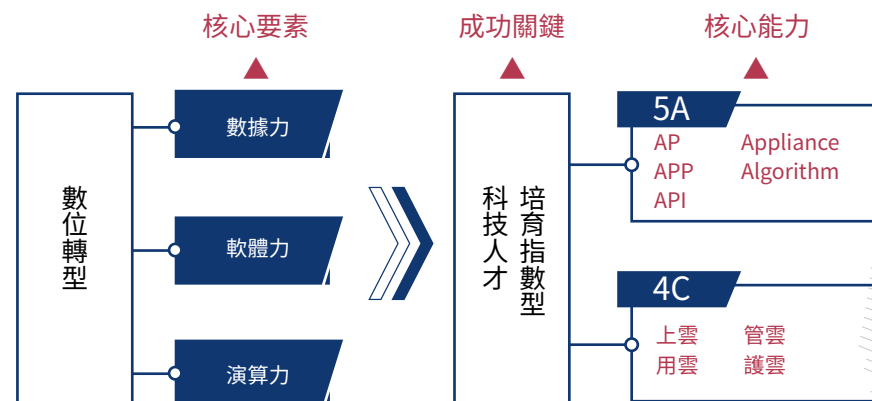 核心要素
成功關鍵
核心能力
數位轉型
數據力
軟體力
演算力
培育指數型
科技人才
5A
AP
APP
API
Appliance
Algorithm
4C
上雲
管雲
用雲
護雲